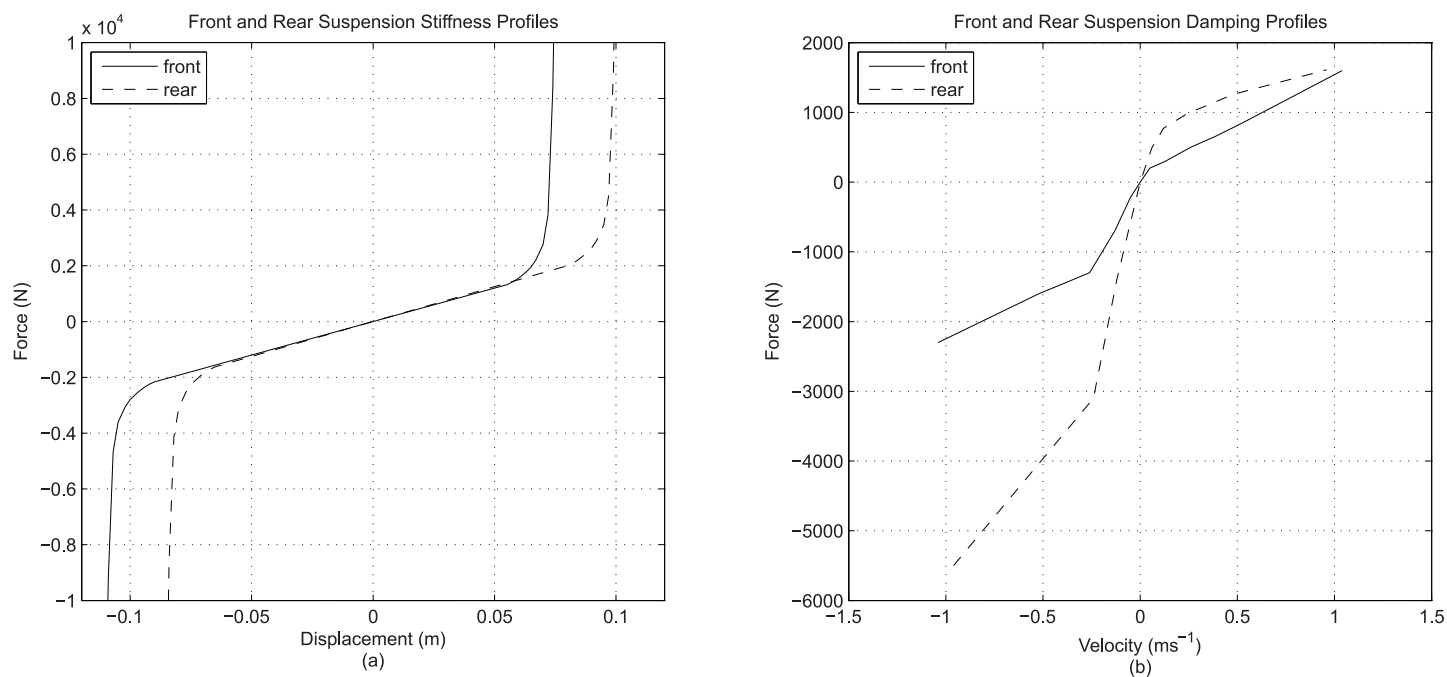 Front and Rear Suspension Stiffness Profiles
x 10⁴
1
0.8
0.6
0.4
0.2
0
−0.2
−0.4
−0.6
−0.8
−1
Force (N)
front
rear
−0.1
−0.05
0
0.05
0.1
Displacement (m)
(a)
Front and Rear Suspension Damping Profiles
2000
1000
0
−1000
−2000
−3000
−4000
−5000
−6000
Force (N)
front
rear
−1.5
−1
−0.5
0
0.5
1
1.5
Velocity (ms⁻¹)
(b)